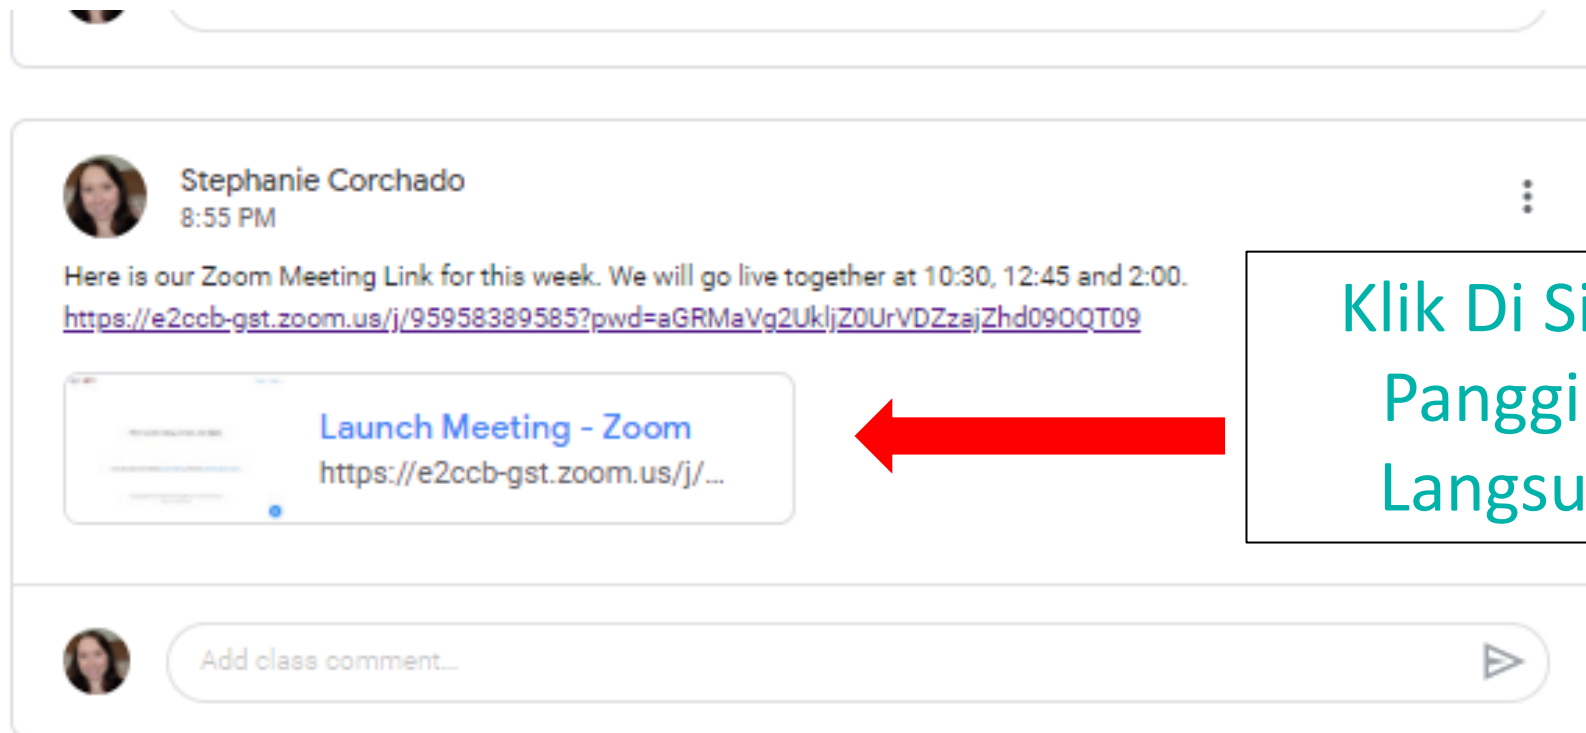 Stephanie Corchado
8:55 PM
Here is our Zoom Meeting Link for this week. We will go live together at 10:30, 12:45 and 2:00.
https://e2ccb-gst.zoom.us/j/95958389585?pwd=aGRMaVg2UkljZ0UrVDZzajZhd09OQT09
Launch Meeting - Zoom
https://e2ccb-gst.zoom.us/j/...
Klik Di Si
Panggi
Langsu
Add class comment...